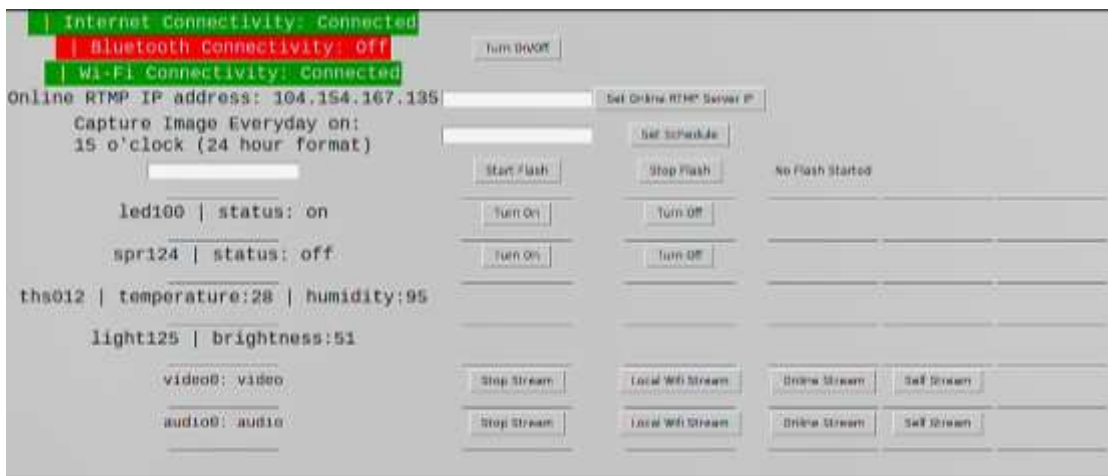 | Internet Connectivity: Connected
| Bluetooth Connectivity: Off Turn On/Off
| Wi-Fi Connectivity: Connected
Online RTMP IP address: 104.154.167.135 Set Online RTMP Server IP
Capture Image Everyday on:
15 o'clock (24 hour format) Set Schedule
Start Flash Stop Flash No Flash Started
led100 | status: on Turn On Turn Off
spr124 | status: off Turn On Turn Off
ths012 | temperature:28 | humidity:95
light125 | brightness:51
video0: video Stop Stream Local Wifi Stream Online Stream Self Stream
audio0: audio Stop Stream Local Wifi Stream Online Stream Self Stream